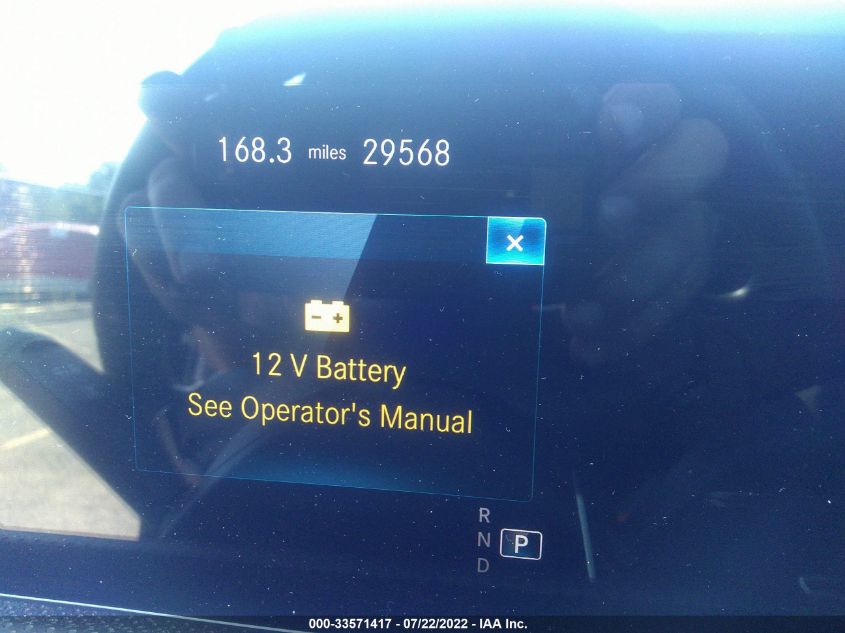 168.3 miles 29568
×
12 V Battery
See Operator's Manual
R
N P
D
000-33571417 - 07/22/2022 - IAA Inc.